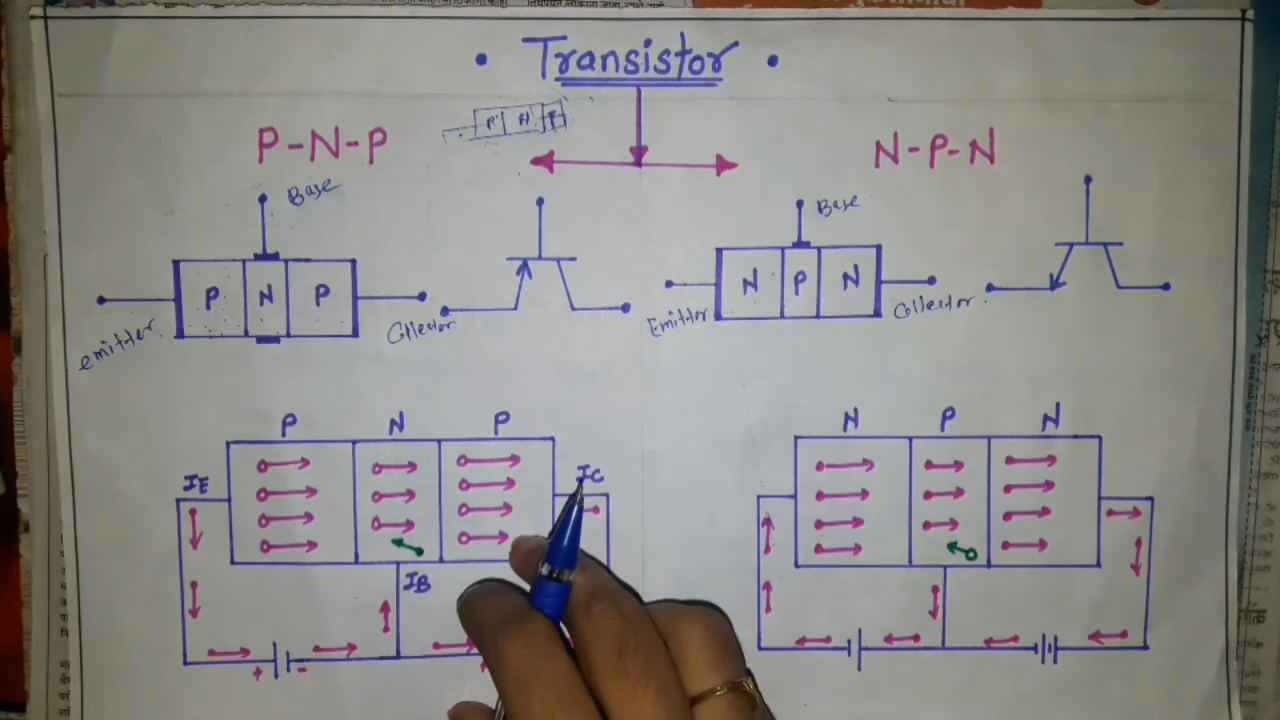 • Transistor •
P N P
P-N-P
N-P-N
Base
Base
P N P
N P N
emitter
Collector
Emitter
Collector
P N P
N P N
IE
IC
IB
+ -
+